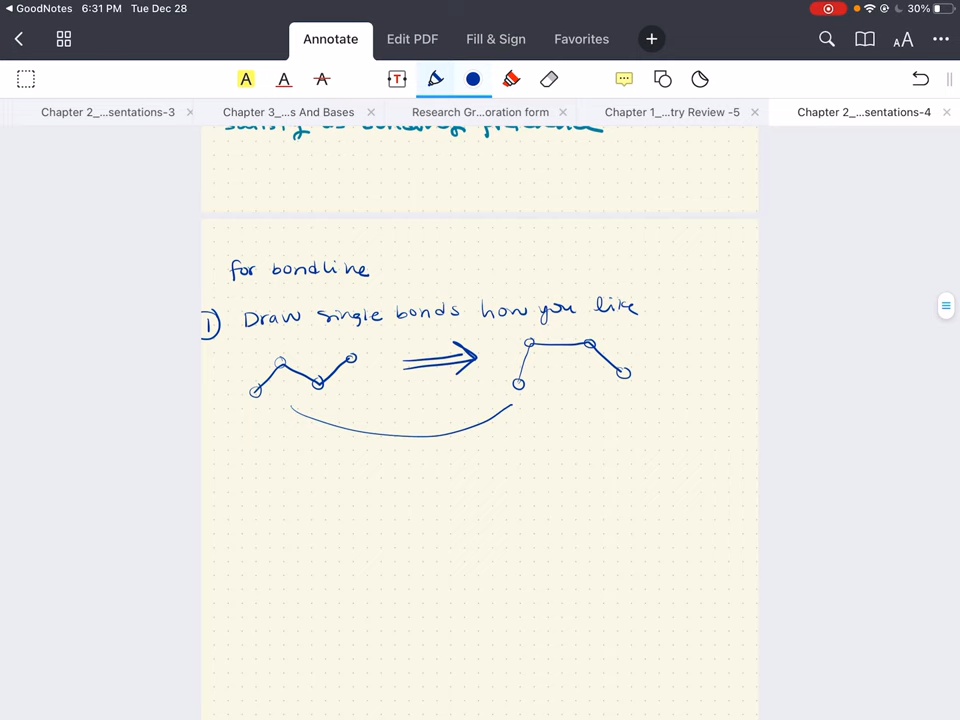 GoodNotes 6:31 PM Tue Dec 28 30%
Annotate Edit PDF Fill & Sign Favorites
A A A T AA
Chapter 2_...sentations-3 Chapter 3_...s And Bases Research Gr...oration form Chapter 1_...try Review -5 Chapter 2_...sentations-4
for bondline
1) Draw single bonds how you like